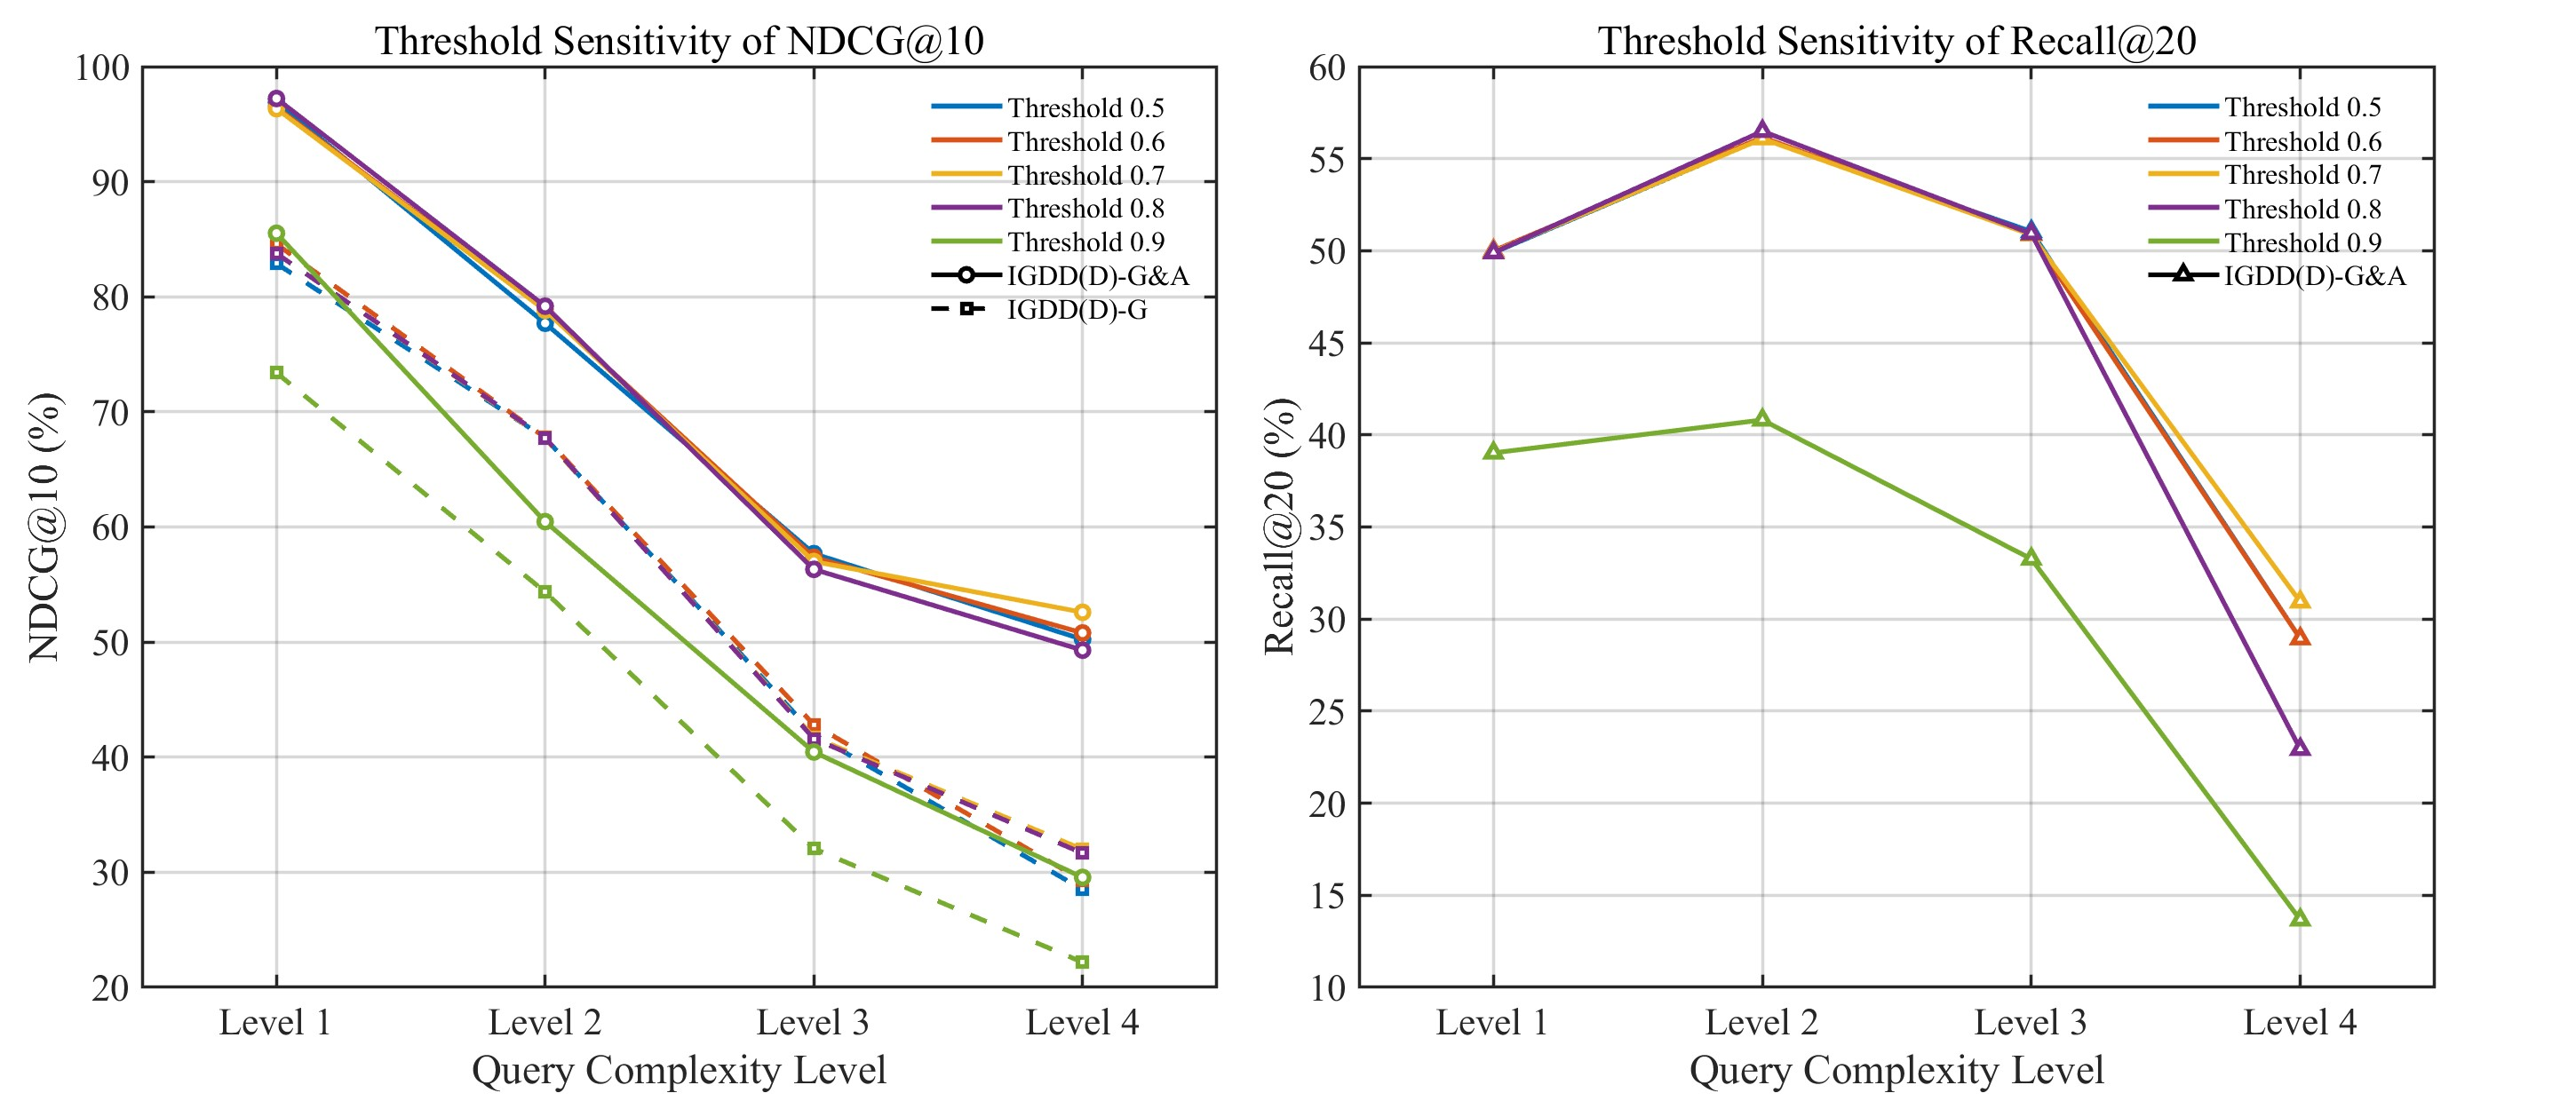 Threshold Sensitivity of NDCG@10
100
90
80
70
60
50
40
30
20
NDCG@10 (%)
Threshold 0.5
Threshold 0.6
Threshold 0.7
Threshold 0.8
Threshold 0.9
IGDD(D)-G&A
IGDD(D)-G
Level 1 Level 2 Level 3 Level 4
Query Complexity Level
Threshold Sensitivity of Recall@20
60
55
50
45
40
35
30
25
20
15
10
Recall@20 (%)
Threshold 0.5
Threshold 0.6
Threshold 0.7
Threshold 0.8
Threshold 0.9
IGDD(D)-G&A
Level 1 Level 2 Level 3 Level 4
Query Complexity Level